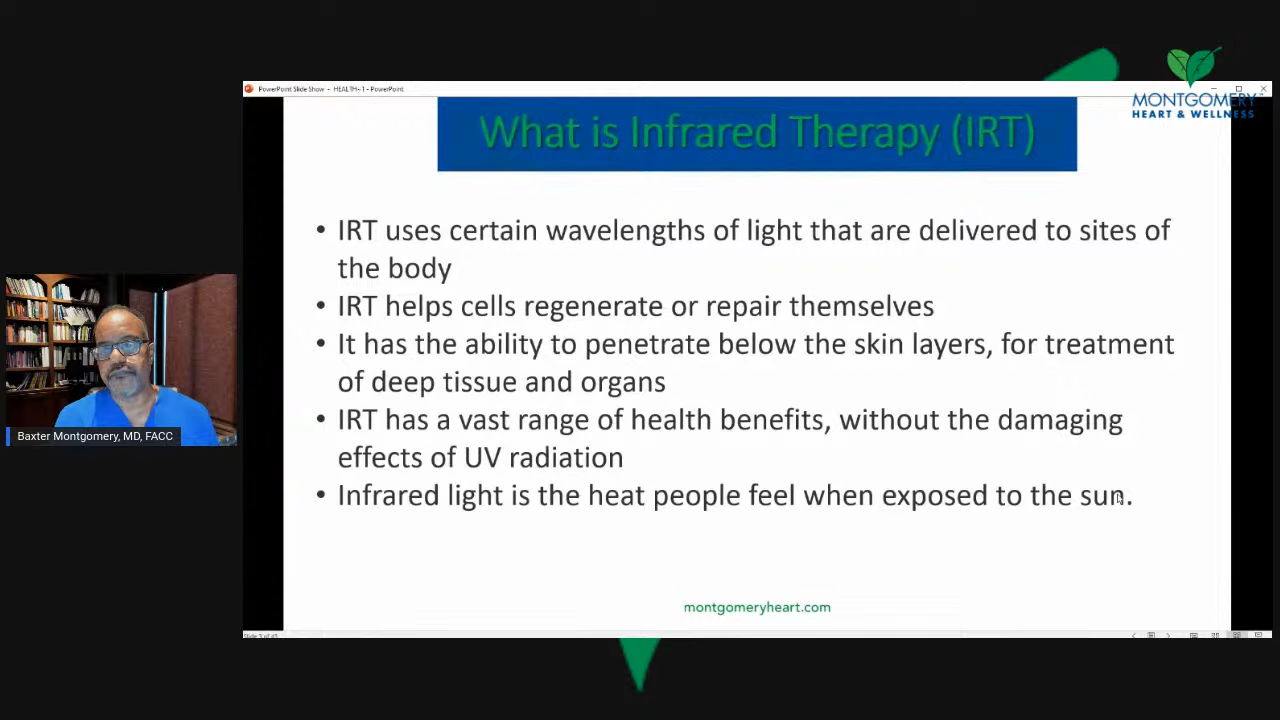 PowerPoint Slide Show - HEALTH~1 - PowerPoint
MONTGOMERY
HEART & WELLNESS
What is Infrared Therapy (IRT)
• IRT uses certain wavelengths of light that are delivered to sites of
the body
• IRT helps cells regenerate or repair themselves
• It has the ability to penetrate below the skin layers, for treatment
of deep tissue and organs
• IRT has a vast range of health benefits, without the damaging
effects of UV radiation
• Infrared light is the heat people feel when exposed to the sun.
Baxter Montgomery, MD, FACC
montgomeryheart.com